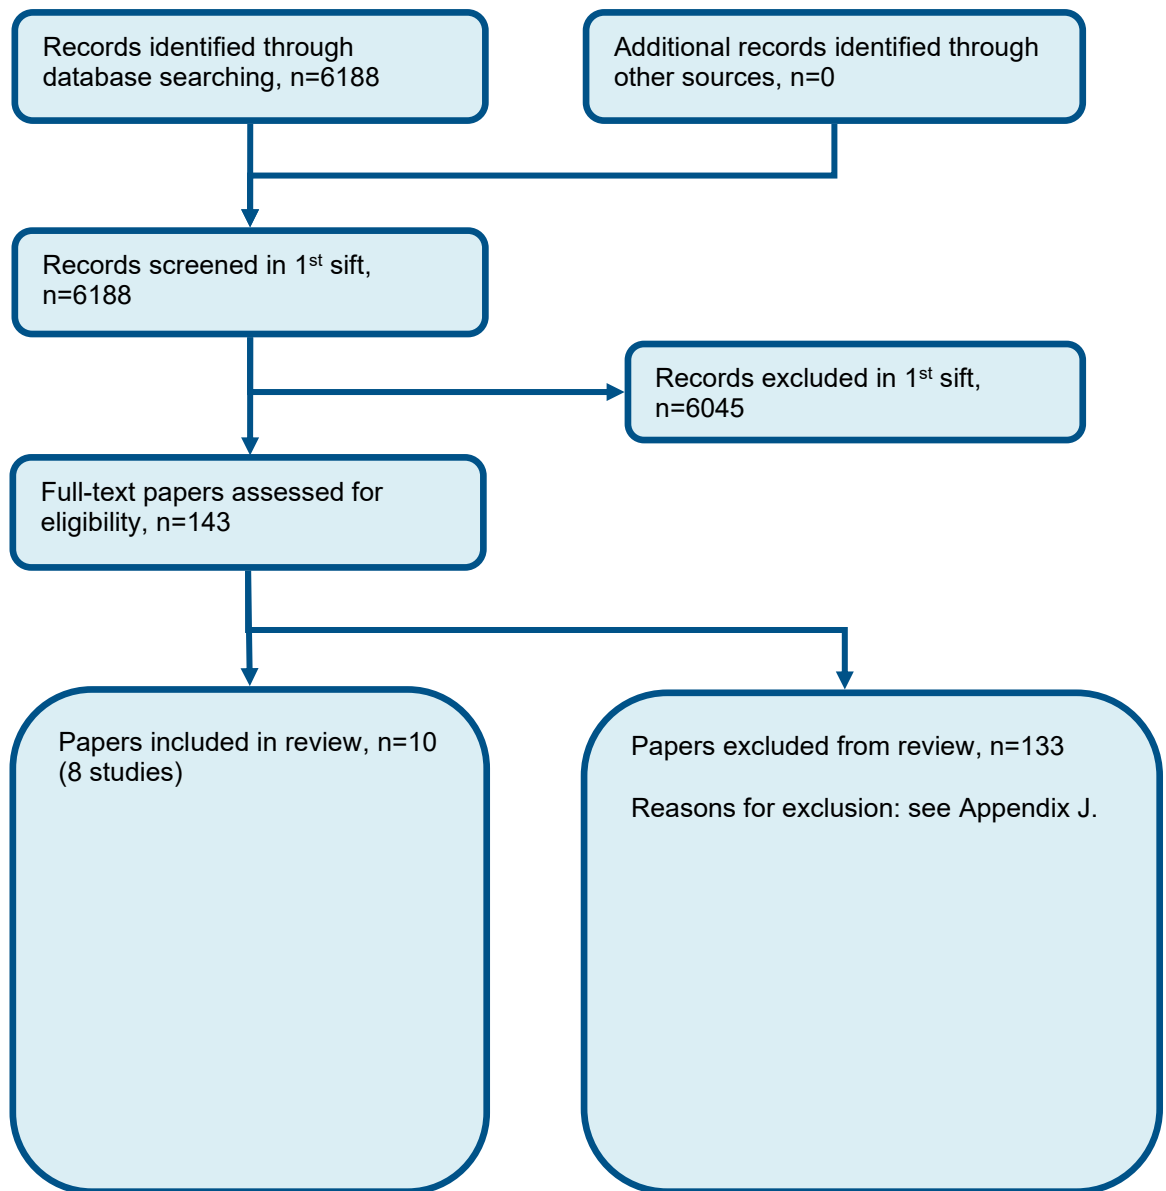 Records identified through
database searching, n=6188
Additional records identified through
other sources, n=0
Records screened in 1st sift,
n=6188
Records excluded in 1st sift,
n=6045
Full-text papers assessed for
eligibility, n=143
Papers included in review, n=10
(8 studies)
Papers excluded from review, n=133
Reasons for exclusion: see Appendix J.